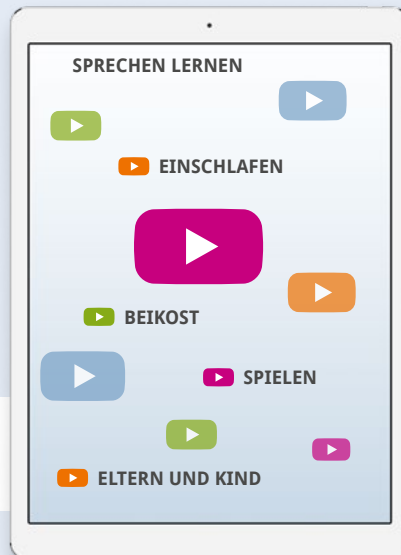 SPRECHEN LERNEN
EINSCHLAFEN
BEIKOST
SPIELEN
ELTERN UND KIND